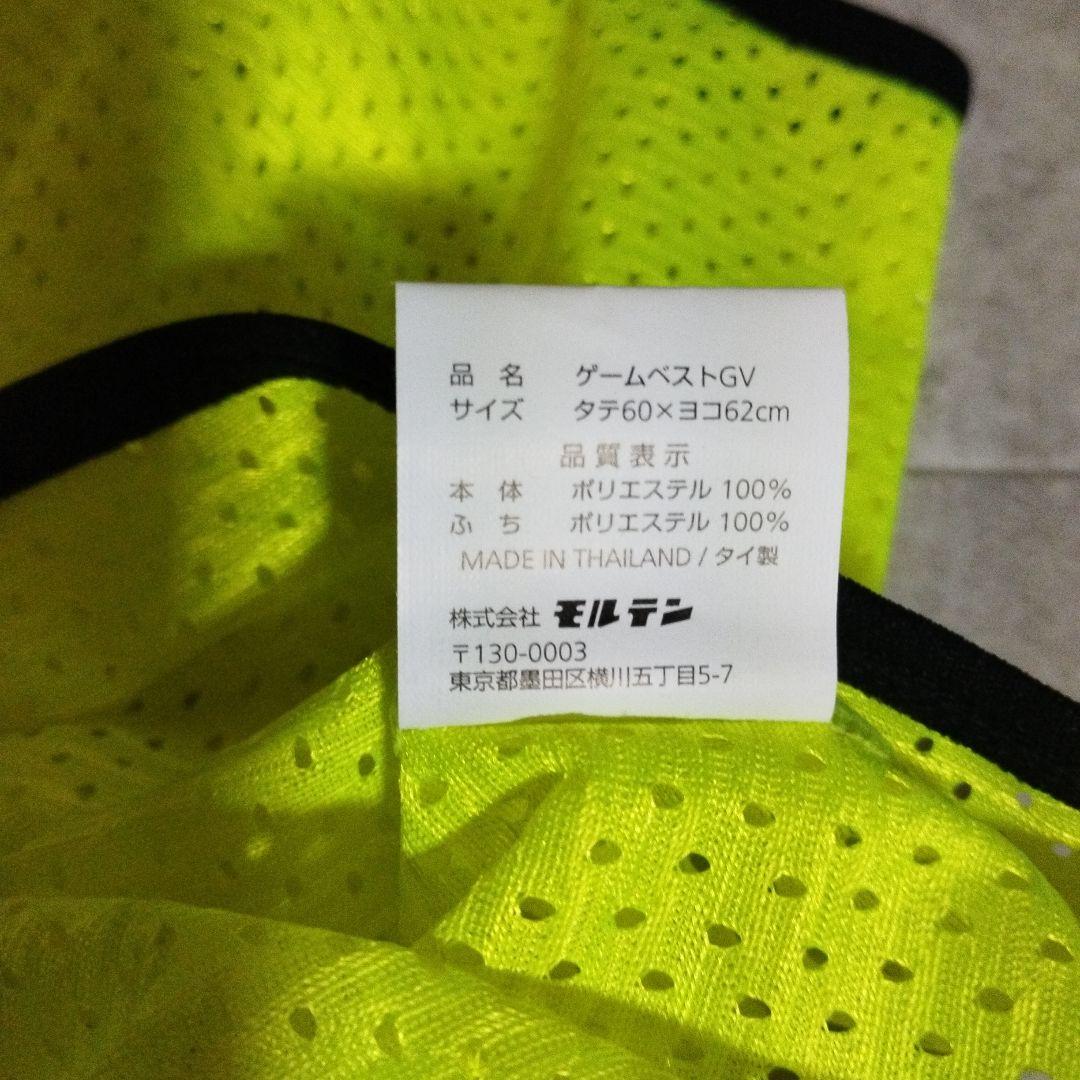 品 名 ゲームベストGV
サイズ タテ60×ヨコ62cm
品質表示
本 体 ポリエステル 100%
ふ ち ポリエステル 100%
MADE IN THAILAND / タイ製
株式会社 モルテン
〒130-0003
東京都墨田区横川五丁目5-7